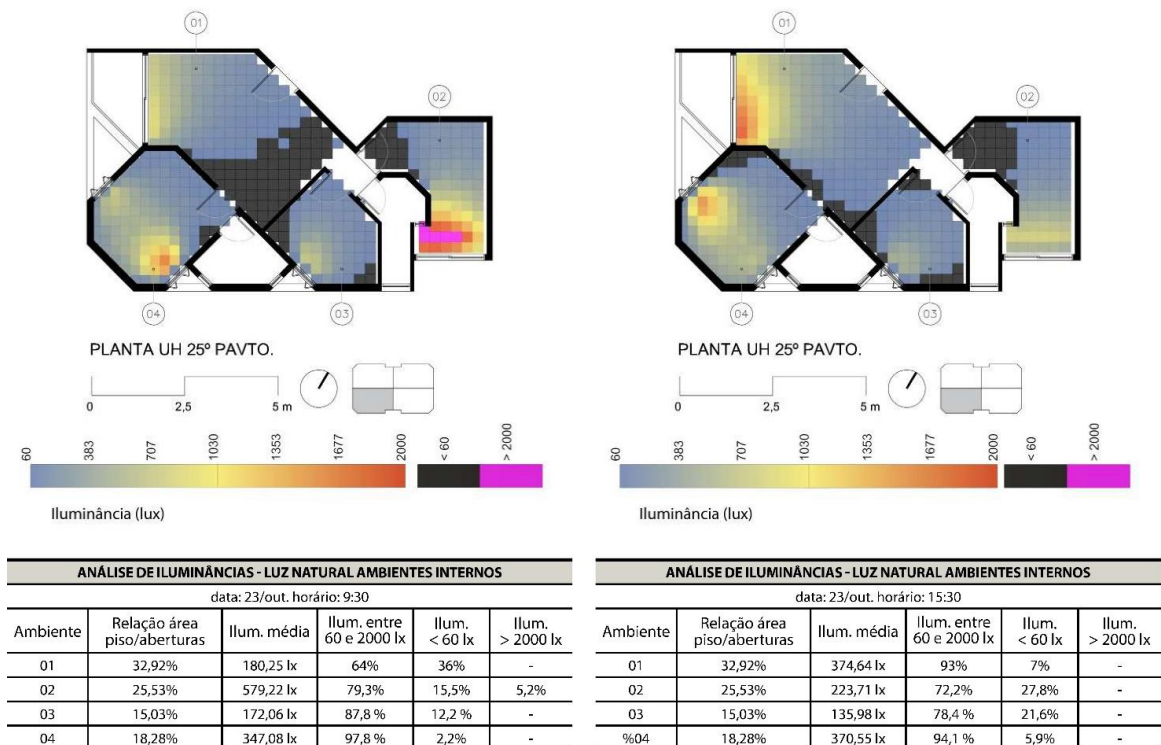 01
02
03
04
PLANTA UH 25º PAVTO.
0 2,5 5 m
60 383 707 1030 1353 1677 2000 < 60 > 2000
Iluminância (lux)
ANÁLISE DE ILUMINÂNCIAS - LUZ NATURAL AMBIENTES INTERNOS
data: 23/out. horário: 9:30
Ambiente Relação área piso/aberturas Ilum. média Ilum. entre 60 e 2000 lx Ilum. < 60 lx Ilum. > 2000 lx
01 32,92% 180,25 lx 64% 36% -
02 25,53% 579,22 lx 79,3% 15,5% 5,2%
03 15,03% 172,06 lx 87,8 % 12,2 % -
04 18,28% 347,08 lx 97,8 % 2,2% -
01
02
03
04
PLANTA UH 25º PAVTO.
0 2,5 5 m
60 383 707 1030 1353 1677 2000 < 60 > 2000
Iluminância (lux)
ANÁLISE DE ILUMINÂNCIAS - LUZ NATURAL AMBIENTES INTERNOS
data: 23/out. horário: 15:30
Ambiente Relação área piso/aberturas Ilum. média Ilum. entre 60 e 2000 lx Ilum. < 60 lx Ilum. > 2000 lx
01 32,92% 374,64 lx 93% 7% -
02 25,53% 223,71 lx 72,2% 27,8% -
03 15,03% 135,98 lx 78,4 % 21,6% -
%04 18,28% 370,55 lx 94,1 % 5,9% -